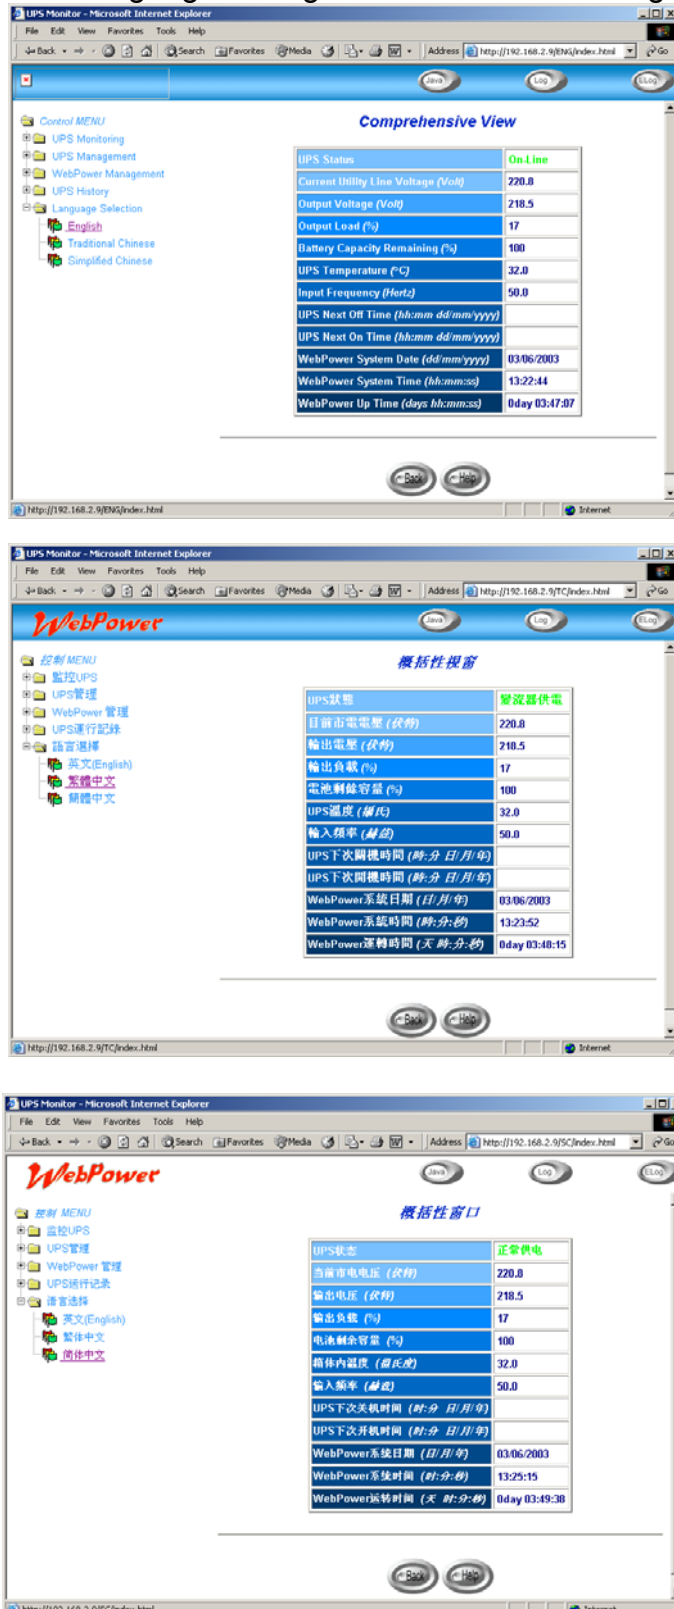 UPS Monitor - Microsoft Internet Explorer
File Edit View Favorites Tools Help
Back Search Favorites Media Address http://192.168.2.9/ENG/index.html Go
Java Log ELog
Control MENU
UPS Monitoring
UPS Management
WebPower Management
UPS History
Language Selection
English
Traditional Chinese
Simplified Chinese
Comprehensive View
UPS Status On-Line
Current Utility Line Voltage (Volt) 220.8
Output Voltage (Volt) 218.5
Output Load (%) 17
Battery Capacity Remaining (%) 100
UPS Temperature (°C) 32.0
Input Frequency (Hertz) 50.0
UPS Next Off Time (hh:mm dd/mm/yyyy)
UPS Next On Time (hh:mm dd/mm/yyyy)
WebPower System Date (dd/mm/yyyy) 03/06/2003
WebPower System Time (hh:mm:ss) 13:22:44
WebPower Up Time (days hh:mm:ss) 0day 03:47:07
Back Help
http://192.168.2.9/ENG/index.html Internet
UPS Monitor - Microsoft Internet Explorer
File Edit View Favorites Tools Help
Back Search Favorites Media Address http://192.168.2.9/TC/index.html Go
WebPower Java Log ELog
控制 MENU
監控UPS
UPS管理
WebPower 管理
UPS運行記錄
語言選擇
英文(English)
繁體中文
簡體中文
概括性視窗
UPS狀態 變流器供電
目前市電電壓 (伏特) 220.8
輸出電壓 (伏特) 218.5
輸出負載 (%) 17
電池剩餘容量 (%) 100
UPS溫度 (攝氏) 32.0
輸入頻率 (赫茲) 50.0
UPS下次關機時間 (時:分 日/月/年)
UPS下次開機時間 (時:分 日/月/年)
WebPower系統日期 (日/月/年) 03/06/2003
WebPower系統時間 (時:分:秒) 13:23:52
WebPower運轉時間 (天 時:分:秒) 0day 03:48:15
Back Help
http://192.168.2.9/TC/index.html Internet
UPS Monitor - Microsoft Internet Explorer
File Edit View Favorites Tools Help
Back Search Favorites Media Address http://192.168.2.9/SC/index.html Go
WebPower Java Log ELog
控制 MENU
监控UPS
UPS管理
WebPower 管理
UPS运行记录
语言选择
英文(English)
繁体中文
简体中文
概括性窗口
UPS状态 正常供电
当前市电电压 (伏特) 220.8
输出电压 (伏特) 218.5
输出负载 (%) 17
电池剩余容量 (%) 100
箱体内温度 (摄氏度) 32.0
输入频率 (赫兹) 50.0
UPS下次关机时间 (时:分 日/月/年)
UPS下次开机时间 (时:分 日/月/年)
WebPower系统日期 (日/月/年) 03/06/2003
WebPower系统时间 (时:分:秒) 13:25:15
WebPower运转时间 (天 时:分:秒) 0day 03:49:38
Back Help
http://192.168.2.9/SC/index.html Internet